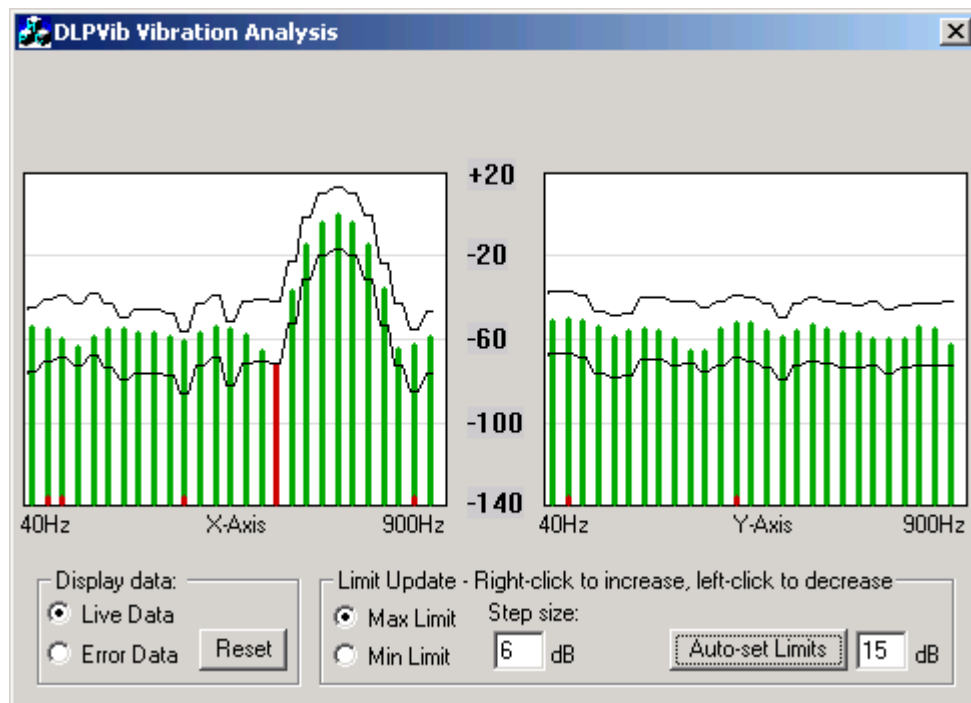 DLPVib Vibration Analysis
+20
-20
-60
-100
-140
40Hz X-Axis 900Hz
40Hz Y-Axis 900Hz
Display data:
Live Data
Error Data
Reset
Limit Update - Right-click to increase, left-click to decrease
Max Limit
Min Limit
Step size:
6 dB
Auto-set Limits 15 dB